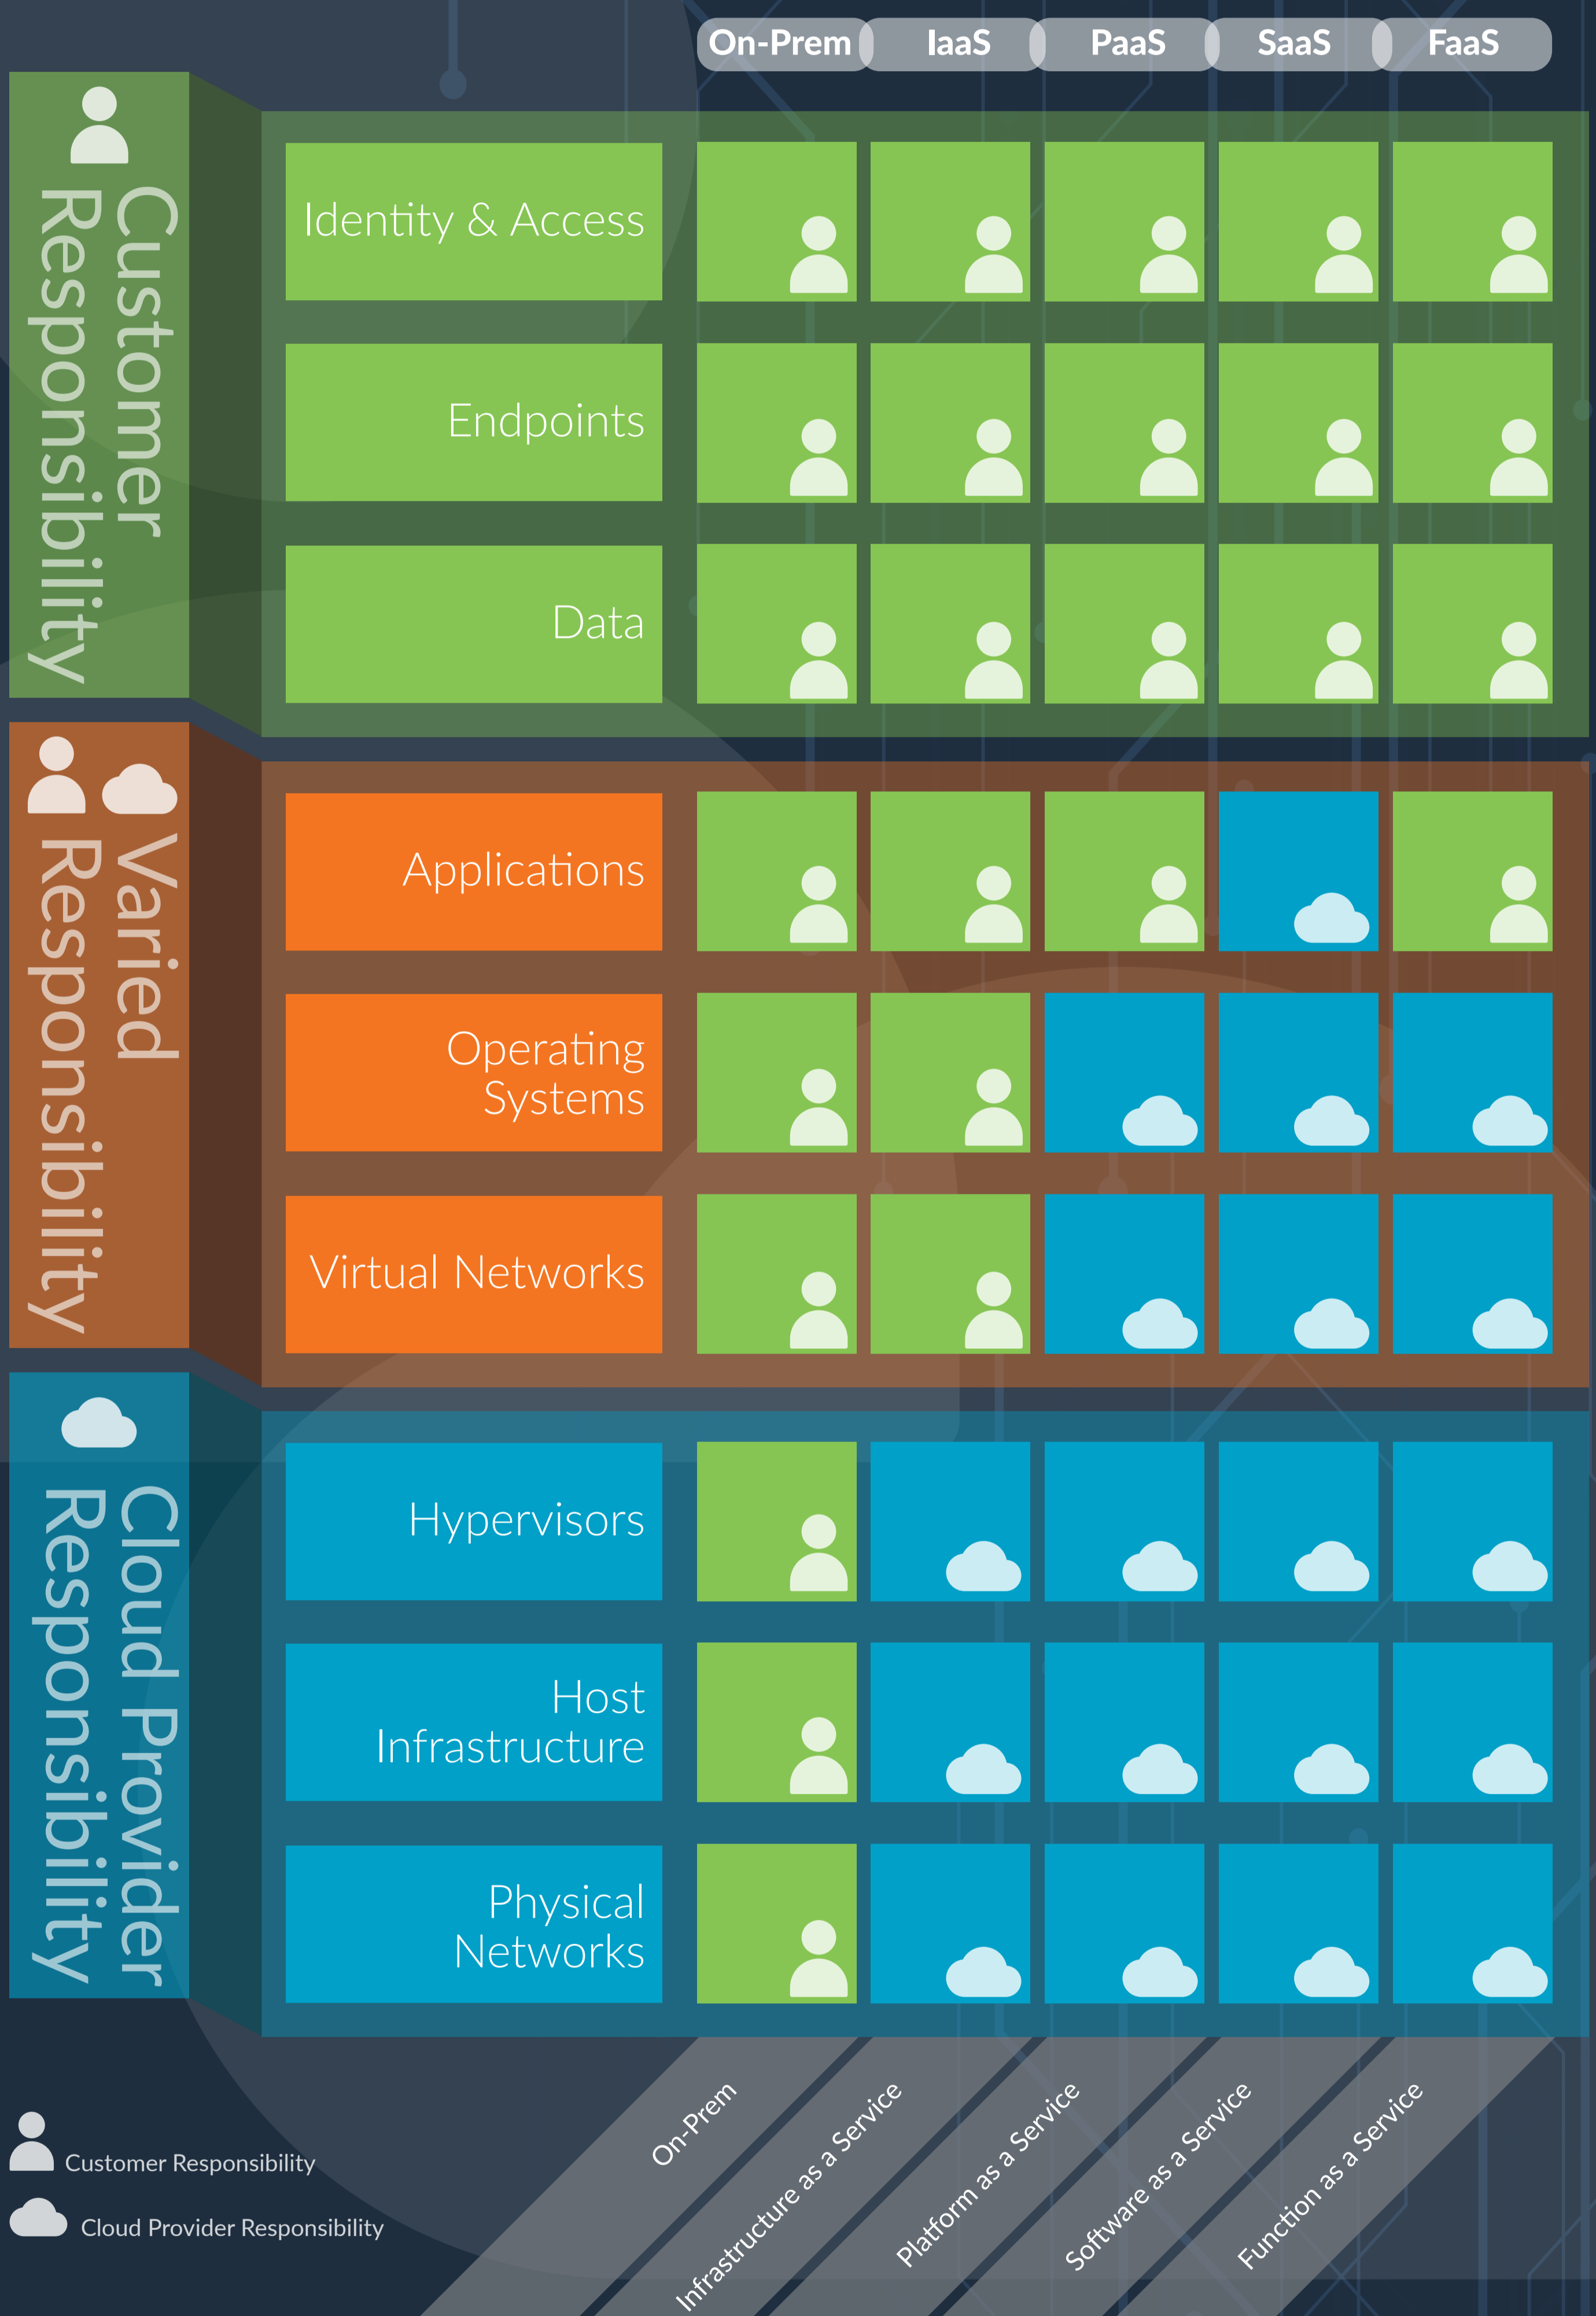 On-Prem IaaS PaaS SaaS FaaS
Customer
Responsibility
Identity & Access
Endpoints
Data
Varied
Responsibility
Applications
Operating
Systems
Virtual Networks
Cloud Provider
Responsibility
Hypervisors
Host
Infrastructure
Physical
Networks
On-Prem
Infrastructure as a Service
Platform as a Service
Software as a Service
Function as a Service
Customer Responsibility
Cloud Provider Responsibility